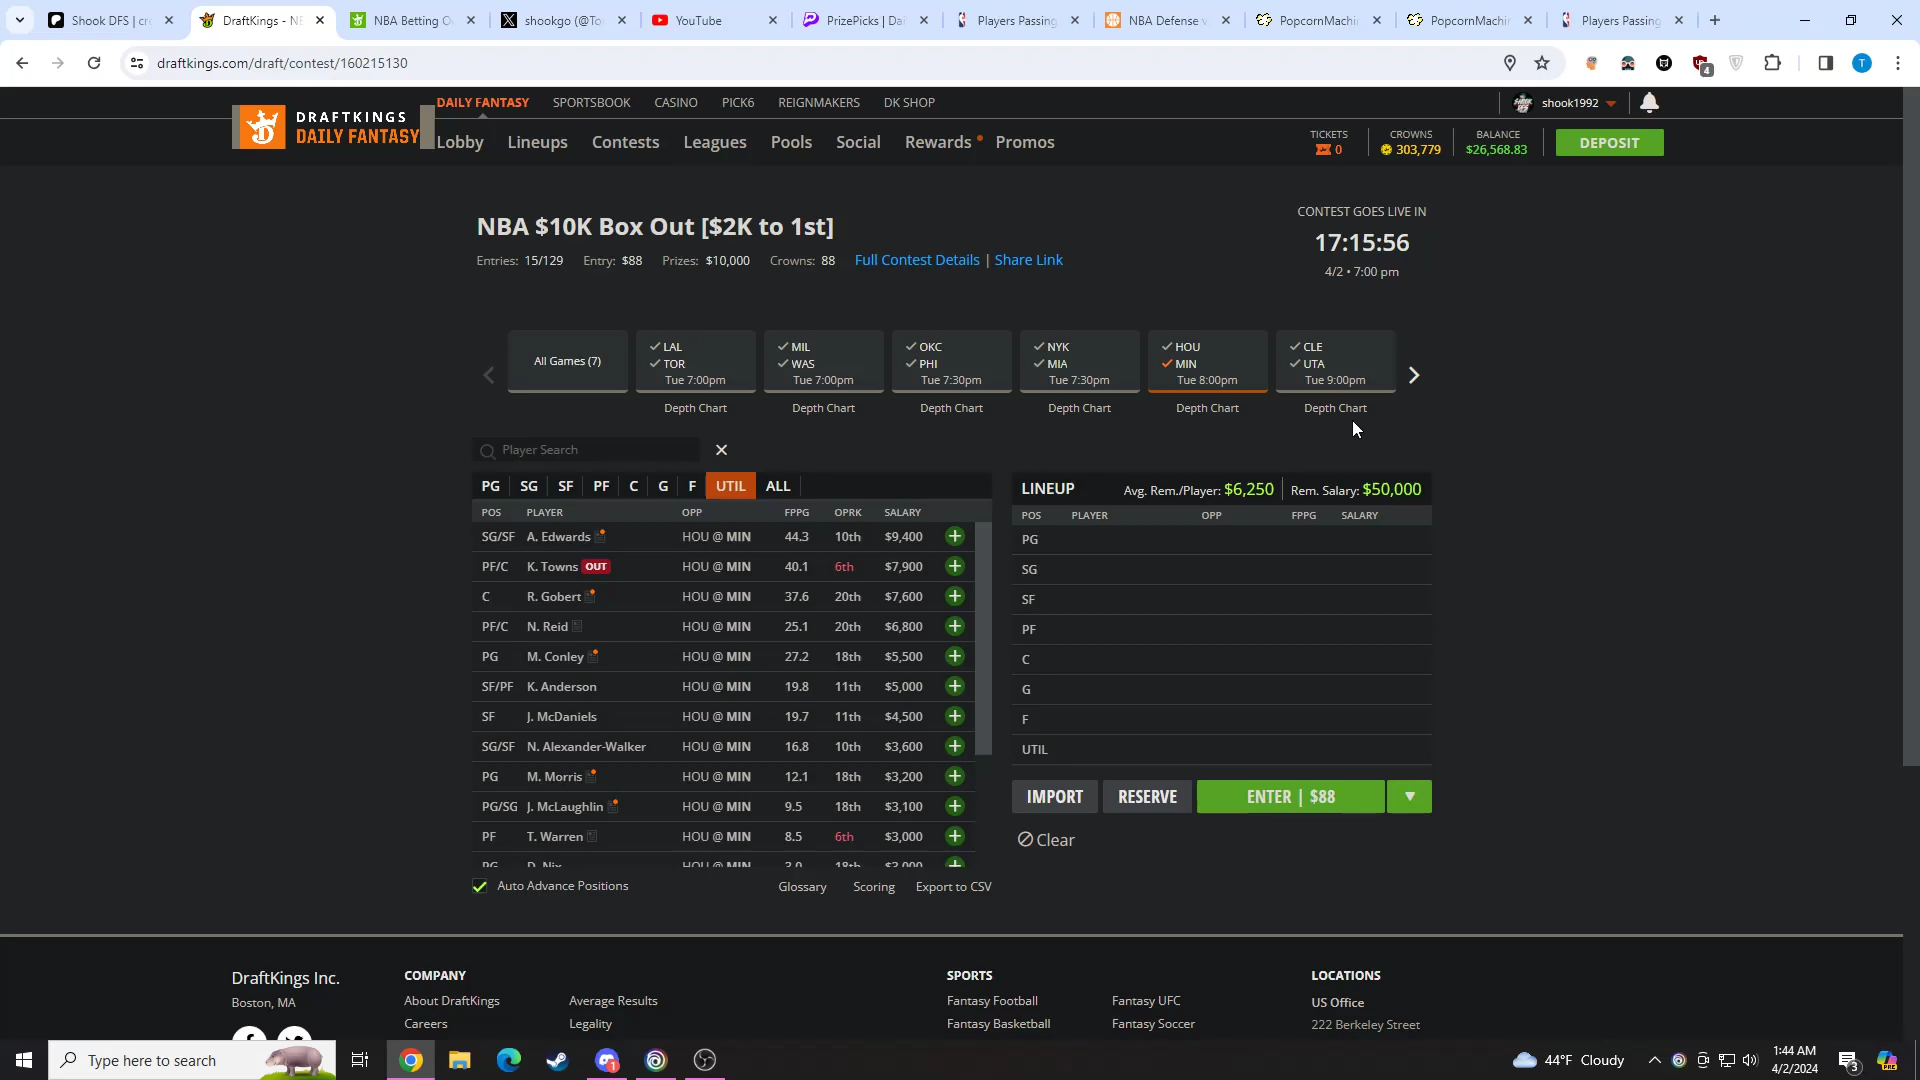 Shook DFS | cr
DraftKings - NE
NBA Betting O
shookgo (@To
YouTube
PrizePicks | Dai
Players Passing
NBA Defense v
PopcornMachi
PopcornMachi
Players Passing
draftkings.com/draft/contest/160215130
4
T
DAILY FANTASY SPORTSBOOK CASINO PICK6 REIGNMAKERS DK SHOP
shook1992
DRAFTKINGS
DAILY FANTASY
Lobby Lineups Contests Leagues Pools Social Rewards Promos
TICKETS
0
CROWNS
303,779
BALANCE
$26,568.83
DEPOSIT
NBA $10K Box Out [$2K to 1st]
Entries: 15/129 Entry: $88 Prizes: $10,000 Crowns: 88 Full Contest Details | Share Link
CONTEST GOES LIVE IN
17:15:56
4/2 • 7:00 pm
All Games (7)
LAL
TOR
Tue 7:00pm
Depth Chart
MIL
WAS
Tue 7:00pm
Depth Chart
OKC
PHI
Tue 7:30pm
Depth Chart
NYK
MIA
Tue 7:30pm
Depth Chart
HOU
MIN
Tue 8:00pm
Depth Chart
CLE
UTA
Tue 9:00pm
Depth Chart
Player Search
PG SG SF PF C G F UTIL ALL
POS PLAYER OPP FPPG OPRK SALARY
SG/SF A. Edwards HOU @ MIN 44.3 10th $9,400
PF/C K. Towns OUT HOU @ MIN 40.1 6th $7,900
C R. Gobert HOU @ MIN 37.6 20th $7,600
PF/C N. Reid HOU @ MIN 25.1 20th $6,800
PG M. Conley HOU @ MIN 27.2 18th $5,500
SF/PF K. Anderson HOU @ MIN 19.8 11th $5,000
SF J. McDaniels HOU @ MIN 19.7 11th $4,500
SG/SF N. Alexander-Walker HOU @ MIN 16.8 10th $3,600
PG M. Morris HOU @ MIN 12.1 18th $3,200
PG/SG J. McLaughlin HOU @ MIN 9.5 18th $3,100
PF T. Warren HOU @ MIN 8.5 6th $3,000
PG D. Nix HOU @ MIN 3.0 18th $3,000
Auto Advance Positions
Glossary Scoring Export to CSV
LINEUP Avg. Rem./Player: $6,250 Rem. Salary: $50,000
POS PLAYER OPP FPPG SALARY
PG
SG
SF
PF
C
G
F
UTIL
IMPORT RESERVE ENTER | $88
Clear
DraftKings Inc.
Boston, MA
COMPANY
About DraftKings
Careers
Average Results
Legality
SPORTS
Fantasy Football
Fantasy Basketball
Fantasy UFC
Fantasy Soccer
LOCATIONS
US Office
222 Berkeley Street
Type here to search
1
44°F Cloudy
1:44 AM
4/2/2024
3
PRE